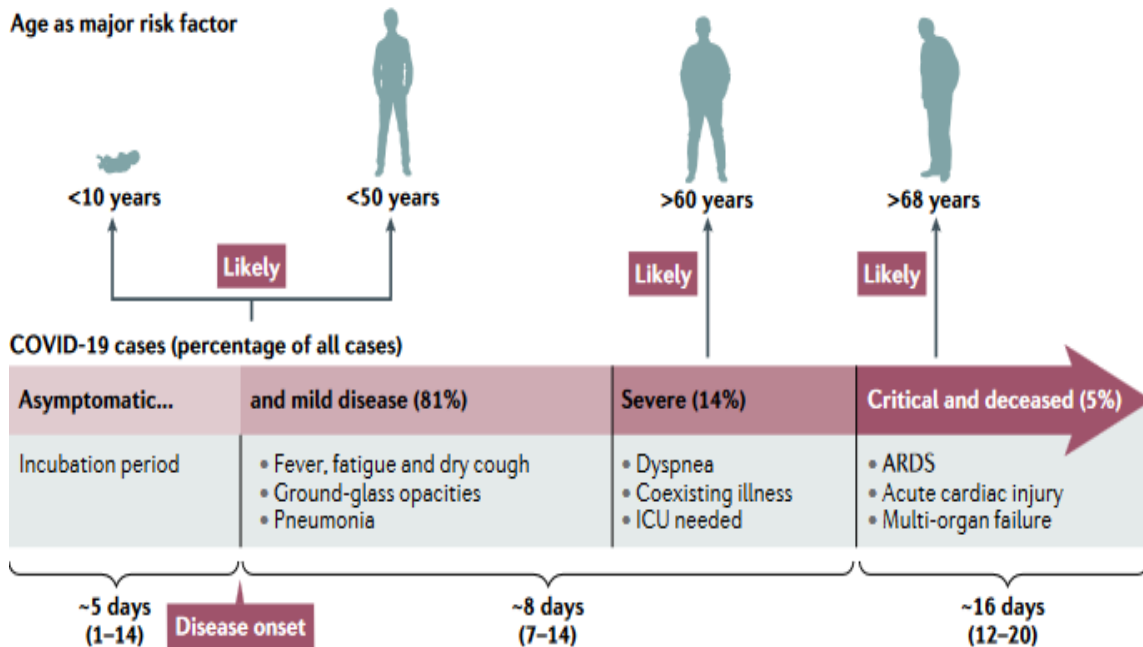 Age as major risk factor
<10 years
<50 years
>60 years
>68 years
Likely
Likely
Likely
COVID-19 cases (percentage of all cases)
Asymptomatic...
and mild disease (81%)
Severe (14%)
Critical and deceased (5%)
Incubation period
• Fever, fatigue and dry cough
• Ground-glass opacities
• Pneumonia
• Dyspnea
• Coexisting illness
• ICU needed
• ARDS
• Acute cardiac injury
• Multi-organ failure
~5 days
(1–14)
Disease onset
~8 days
(7–14)
~16 days
(12–20)